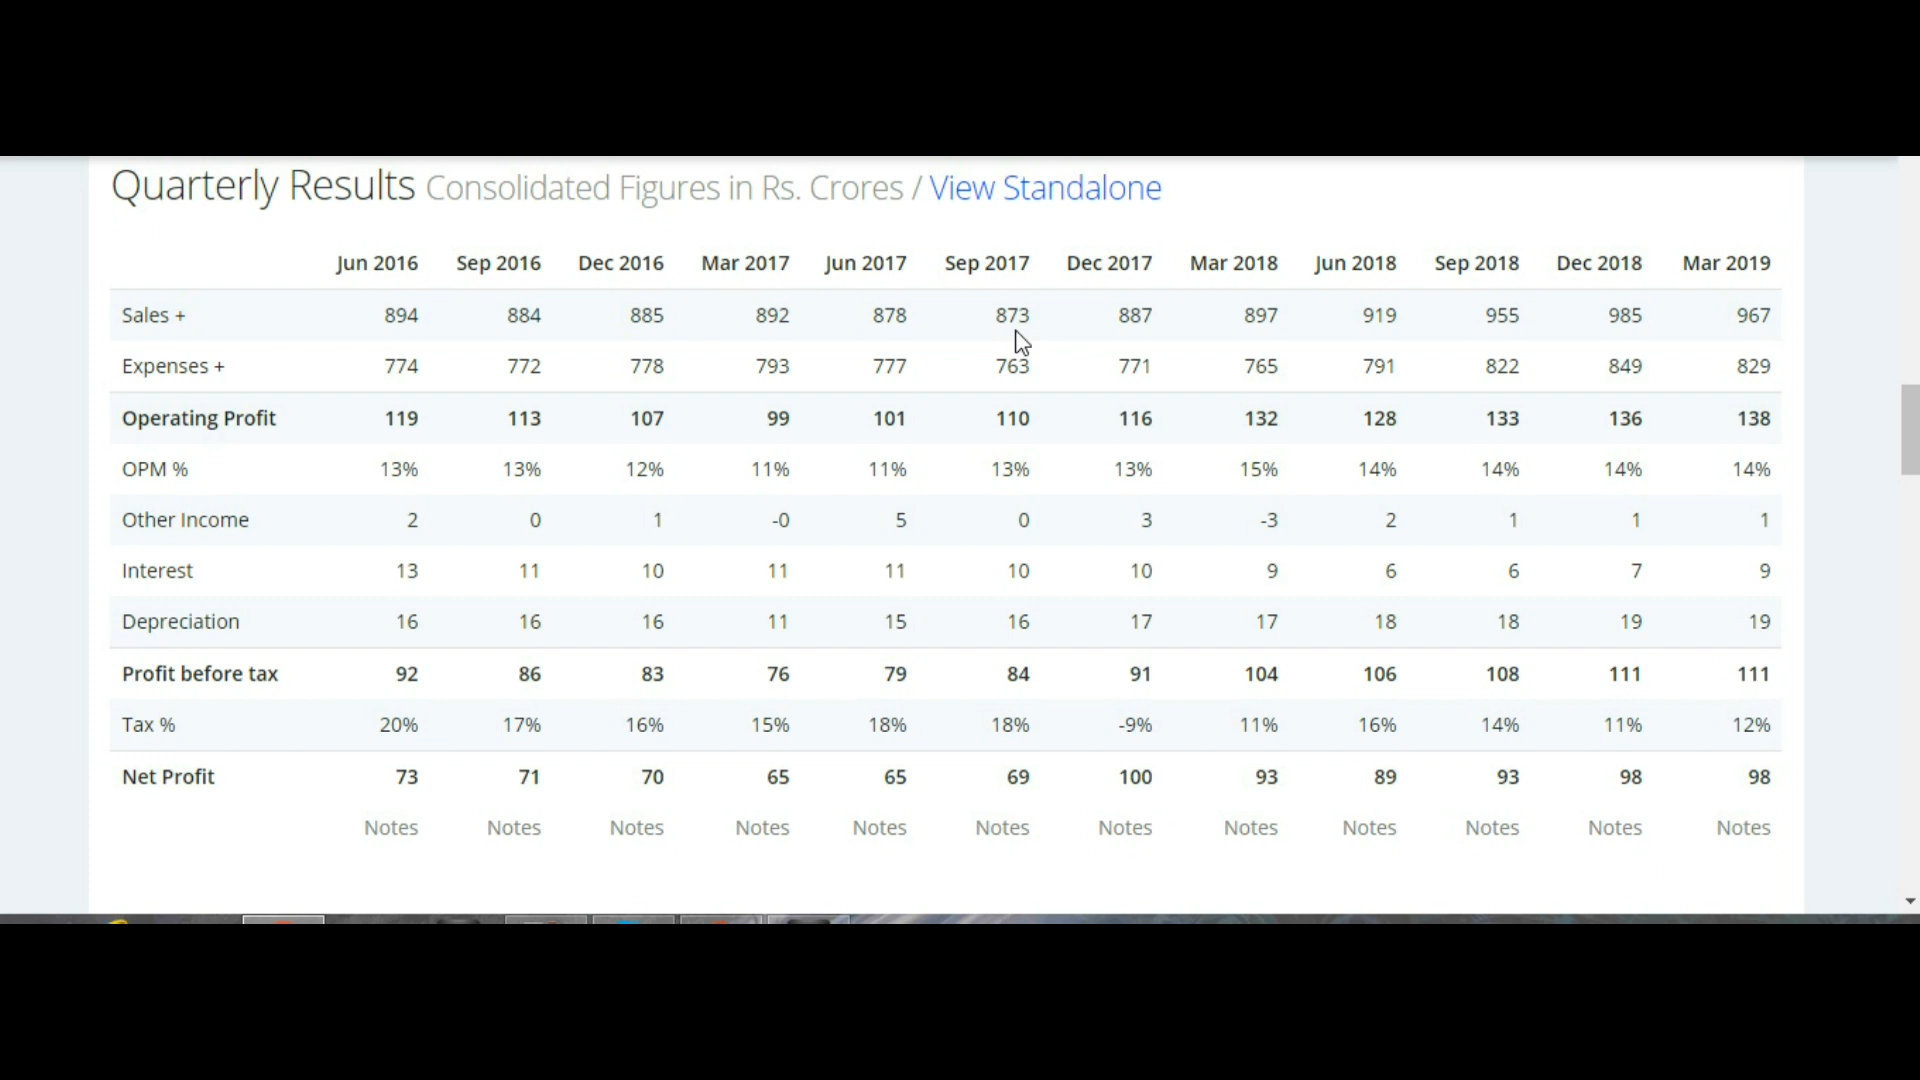 Quarterly Results Consolidated Figures in Rs. Crores / View Standalone
Jun 2016 Sep 2016 Dec 2016 Mar 2017 Jun 2017 Sep 2017 Dec 2017 Mar 2018 Jun 2018 Sep 2018 Dec 2018 Mar 2019
Sales + 894 884 885 892 878 873 887 897 919 955 985 967
Expenses + 774 772 778 793 777 763 771 765 791 822 849 829
Operating Profit 119 113 107 99 101 110 116 132 128 133 136 138
OPM % 13% 13% 12% 11% 11% 13% 13% 15% 14% 14% 14% 14%
Other Income 2 0 1 -0 5 0 3 -3 2 1 1 1
Interest 13 11 10 11 11 10 10 9 6 6 7 9
Depreciation 16 16 16 11 15 16 17 17 18 18 19 19
Profit before tax 92 86 83 76 79 84 91 104 106 108 111 111
Tax % 20% 17% 16% 15% 18% 18% -9% 11% 16% 14% 11% 12%
Net Profit 73 71 70 65 65 69 100 93 89 93 98 98
Notes Notes Notes Notes Notes Notes Notes Notes Notes Notes Notes Notes